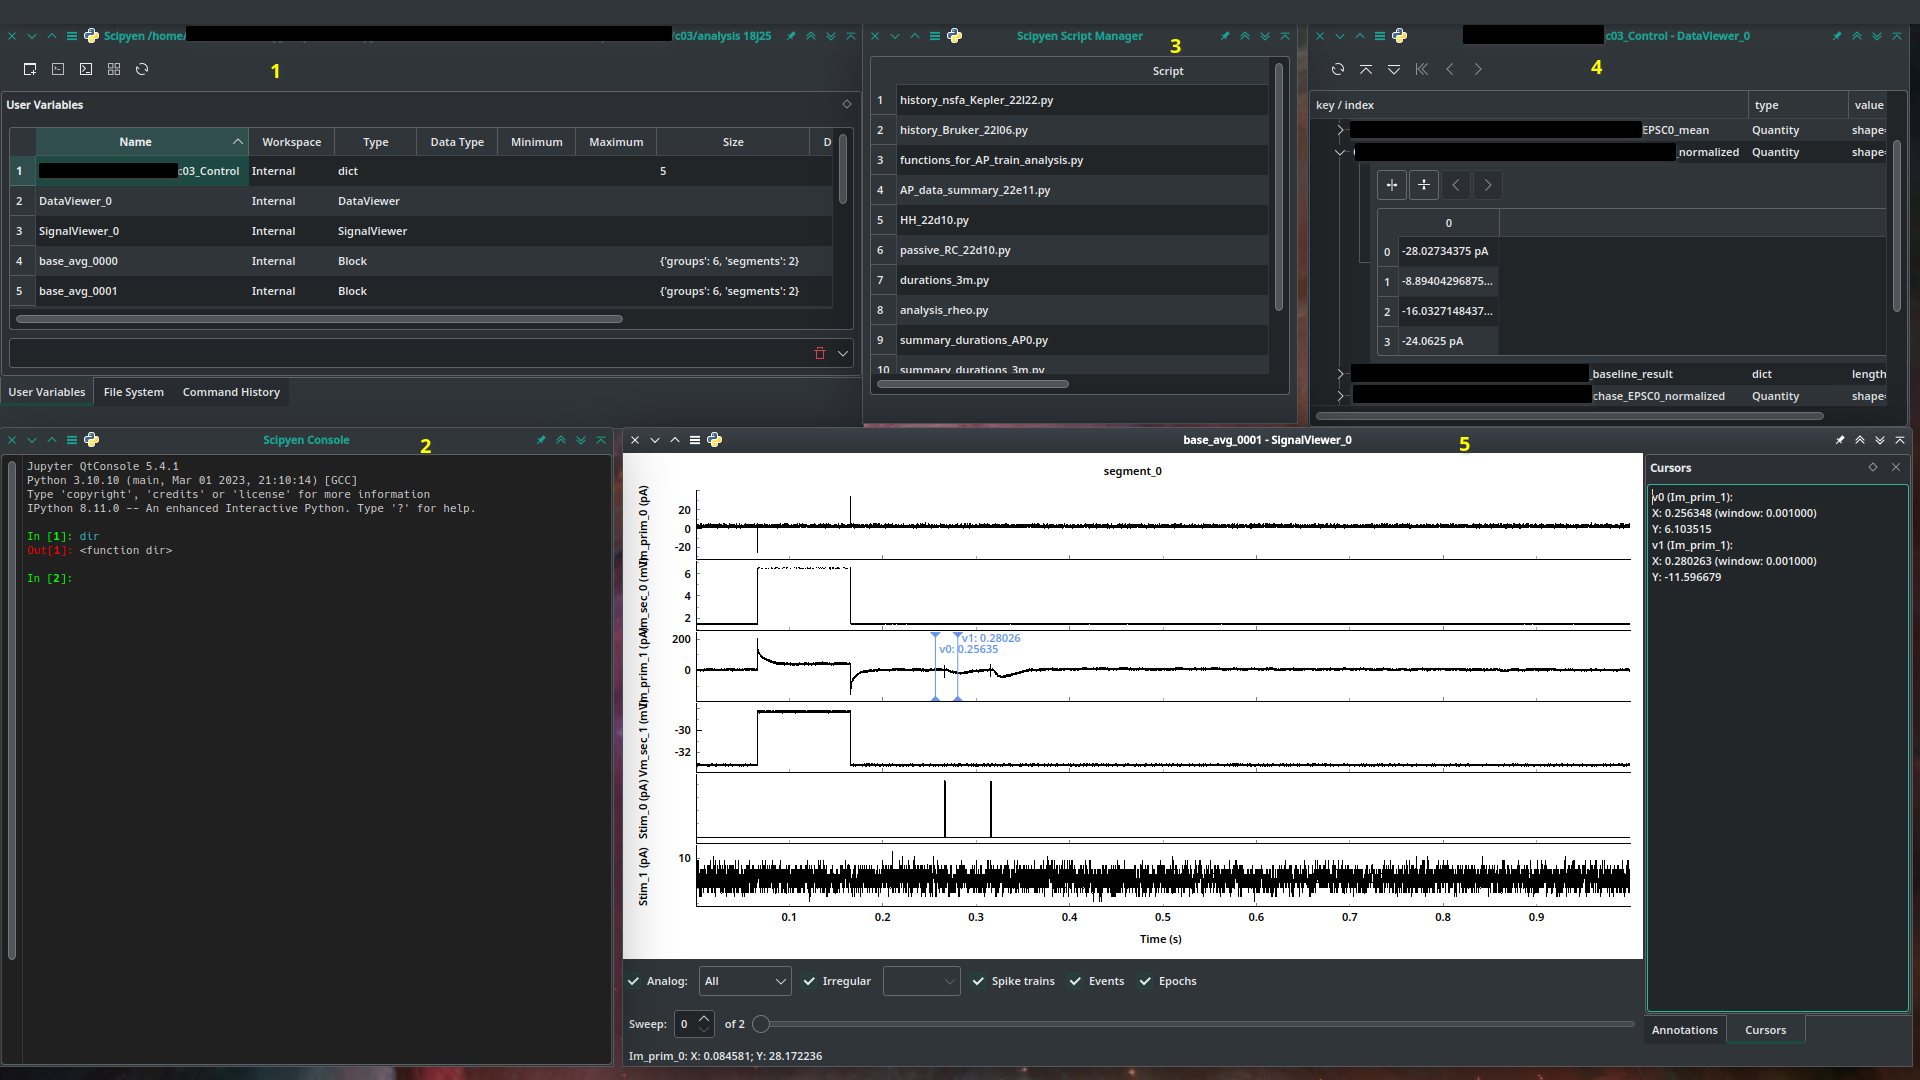 Scipyen /home/
/c03/analysis 18j25
1
User Variables
Name Workspace Type Data Type Minimum Maximum Size D
1 c03_Control Internal dict 5
2 DataViewer_0 Internal DataViewer
3 SignalViewer_0 Internal SignalViewer
4 base_avg_0000 Internal Block {'groups': 6, 'segments': 2}
5 base_avg_0001 Internal Block {'groups': 6, 'segments': 2}
User Variables File System Command History
Scipyen Script Manager
3
Script
1 history_nsfa_Kepler_22l22.py
2 history_Bruker_22l06.py
3 functions_for_AP_train_analysis.py
4 AP_data_summary_22e11.py
5 HH_22d10.py
6 passive_RC_22d10.py
7 durations_3m.py
8 analysis_rheo.py
9 summary_durations_AP0.py
10 summary_durations_3m.py
c03_Control - DataViewer_0
4
key / index type value
EPSC0_mean Quantity shape=
_normalized Quantity shape=
0
0 -28.02734375 pA
1 -8.89404296875...
2 -16.0327148437...
3 -24.0625 pA
_baseline_result dict length
chase_EPSC0_normalized Quantity shape=
Scipyen Console
2
Jupyter QtConsole 5.4.1
Python 3.10.10 (main, Mar 01 2023, 21:10:14) [GCC]
Type 'copyright', 'credits' or 'license' for more information
IPython 8.11.0 -- An enhanced Interactive Python. Type '?' for help.
In [1]: dir
Out[1]: <function dir>
In [2]:
base_avg_0001 - SignalViewer_0
5
segment_0
Im_prim_0 (pA)
20
0
-20
Vm_sec_0 (mV)
6
4
2
Im_prim_1 (pA)
200
0
v1: 0.28026
v0: 0.25635
Vm_sec_1 (mV)
-30
-32
Stim_0 (pA)
Stim_1 (pA)
10
0.1 0.2 0.3 0.4 0.5 0.6 0.7 0.8 0.9
Time (s)
Analog: All Irregular Spike trains Events Epochs
Sweep: 0 of 2
Im_prim_0: X: 0.084581; Y: 28.172236
Cursors
v0 (Im_prim_1):
X: 0.256348 (window: 0.001000)
Y: 6.103515
v1 (Im_prim_1):
X: 0.280263 (window: 0.001000)
Y: -11.596679
Annotations Cursors